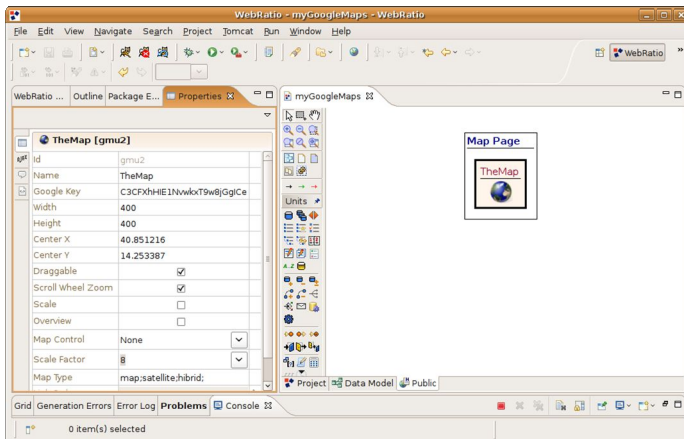 WebRatio - myGoogleMaps - WebRatio
File Edit View Navigate Search Project Tomcat Run Window Help
WebRatio
WebRatio ... Outline Package E... Properties
myGoogleMaps
TheMap [gmu2]
Id gmu2
Name TheMap
Google Key C3CFXhHIE1NvwkxT9w8jGgICe
Width 400
Height 400
Center X 40.851216
Center Y 14.253387
Draggable
Scroll Wheel Zoom
Scale
Overview
Map Control None
Scale Factor 8
Map Type map;satellite;hibrid;
Units
Map Page
TheMap
Project Data Model Public
Grid Generation Errors Error Log Problems Console
0 item(s) selected